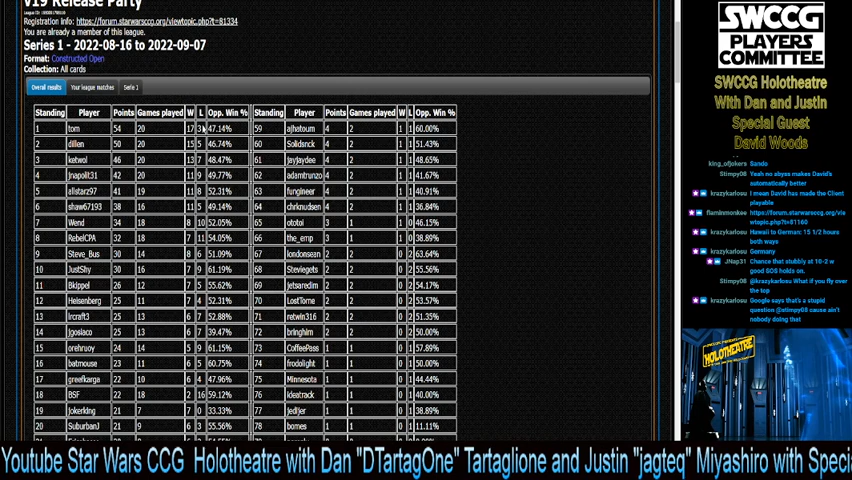 V19 Release Party
Registration Info: https://forum.starwarsccg.org/viewtopic.php?t=81334
You are already a member of this league.
Series 1 - 2022-08-16 to 2022-09-07
Format: Constructed Open
Collection: All cards
Overall results Your league matches Serie 1
Standing Player Points Games played W L Opp. Win % Standing Player Points Games played W L Opp. Win %
1 tom 54 20 17 3 47.14% 59 ajhatoum 4 2 1 1 60.00%
2 dillen 50 20 15 5 46.74% 60 Solidsnck 4 2 1 1 51.43%
3 ketwol 46 20 13 7 48.47% 61 jayjaydee 4 2 1 1 48.65%
4 jnapolit31 42 20 11 9 49.77% 62 adamtrunzo 4 2 1 1 41.67%
5 allstarz97 41 19 11 8 52.31% 63 fungineer 4 2 1 1 40.91%
6 shaw67193 38 16 11 5 49.14% 64 chrknudsen 4 2 1 1 36.84%
7 Wend 34 18 8 10 52.05% 65 ototoi 3 1 1 0 46.15%
8 RebelCPA 32 18 7 11 54.05% 66 the_emp 3 1 1 0 38.89%
9 Steve_Bus 30 14 8 6 51.09% 67 londonsean 2 2 0 2 63.64%
10 JustShy 30 16 7 9 61.19% 68 Steviegets 2 2 0 2 55.56%
11 Bkippel 26 12 7 5 55.62% 69 jetsaredim 2 2 0 2 54.17%
12 Heisenberg 25 11 7 4 52.31% 70 LostTome 2 2 0 2 53.57%
13 lrcraft3 25 13 6 7 52.88% 71 retwin316 2 2 0 2 51.35%
14 jgosiaco 25 13 6 7 39.47% 72 bringhim 2 2 0 2 50.00%
15 orehruoy 24 14 5 9 61.15% 73 CoffeePass 1 1 0 1 57.89%
16 batmouse 23 11 6 5 60.75% 74 frodolight 1 1 0 1 50.00%
17 greefkarga 22 10 6 4 47.96% 75 Minnesota 1 1 0 1 44.44%
18 BSF 22 18 2 16 59.12% 76 kleatrack 1 1 0 1 40.00%
19 jokerking 21 7 7 0 33.33% 77 jedijer 1 1 0 1 38.89%
20 SuburbanJ 21 9 6 3 55.56% 78 bomes 1 1 0 1 11.11%
SWCCG
PLAYERS
COMMITTEE
SWCCG Holotheatre
With Dan and Justin
Special Guest
David Woods
king_ofjokers Sando
Stimpy08 Yeah no abyss makes David's
automatically better
krazykarlou I mean David has made the Client
playable
flaminmonkee https://forum.starwarsccg.org/vie
wtopic.php?t=81160
krazykarlou Hawaii to German: 15 1/2 hours
both ways
krazykarlou Germany
JNap31 Chance that stubbly at 10-2 w
good SOS holds on.
Stimpy08 @krazykarlou What if you fly over
the top
krazykarlou Google says that's a stupid
question @stimpy08 cause ain't
nobody doing that
HOLOTHEATRE
Youtube Star Wars CCG Holotheatre with Dan "DTartagOne" Tartaglione and Justin "jagteq" Miyashiro with Specia